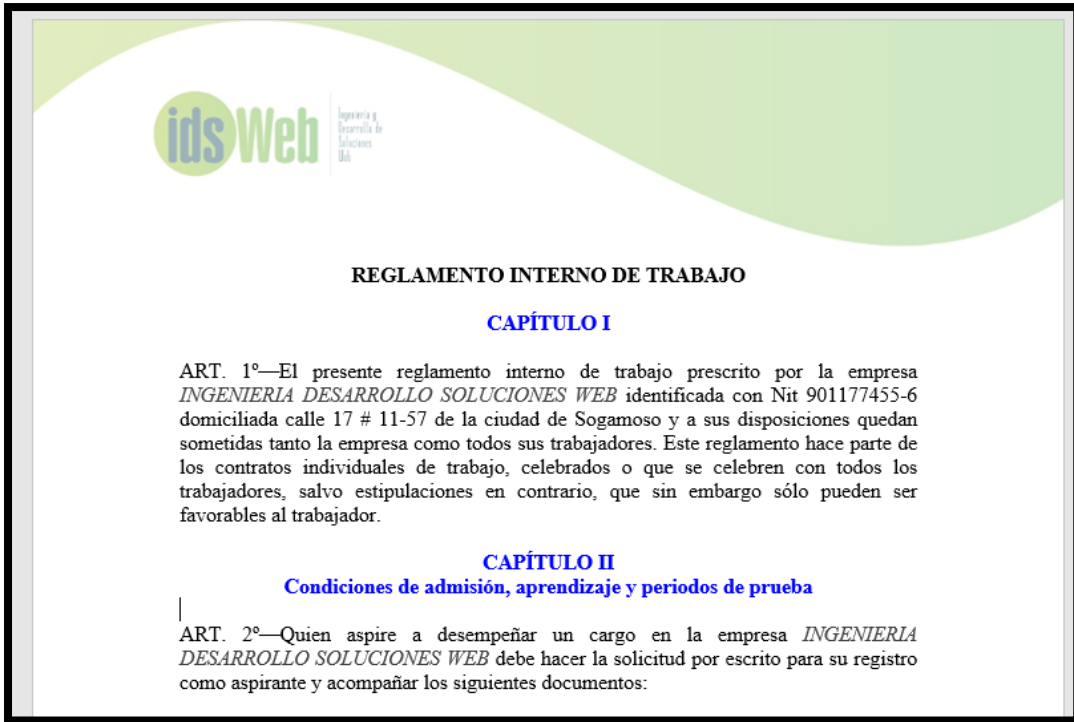 idsWeb
Ingeniería y
Desarrollo de
Soluciones
Web
REGLAMENTO INTERNO DE TRABAJO
CAPÍTULO I
ART. 1º—El presente reglamento interno de trabajo prescrito por la empresa
INGENIERIA DESARROLLO SOLUCIONES WEB identificada con Nit 901177455-6
domiciliada calle 17 # 11-57 de la ciudad de Sogamoso y a sus disposiciones quedan
sometidas tanto la empresa como todos sus trabajadores. Este reglamento hace parte de
los contratos individuales de trabajo, celebrados o que se celebren con todos los
trabajadores, salvo estipulaciones en contrario, que sin embargo sólo pueden ser
favorables al trabajador.
CAPÍTULO II
Condiciones de admisión, aprendizaje y periodos de prueba
ART. 2º—Quien aspire a desempeñar un cargo en la empresa INGENIERIA
DESARROLLO SOLUCIONES WEB debe hacer la solicitud por escrito para su registro
como aspirante y acompañar los siguientes documentos: